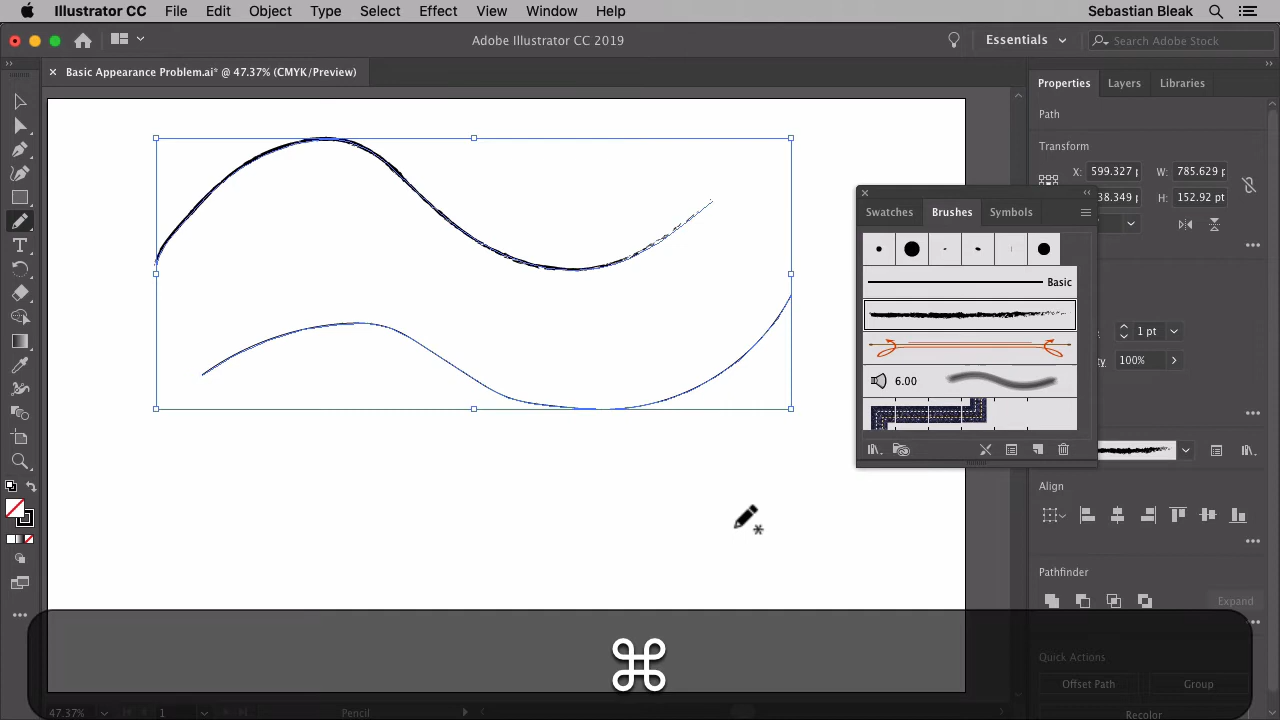 Illustrator CC File Edit Object Type Select Effect View Window Help Sebastian Bleak
Adobe Illustrator CC 2019 Essentials Search Adobe Stock
Basic Appearance Problem.ai* @ 47.37% (CMYK/Preview)
Properties Layers Libraries
Path
Transform
X: 599.327 p W: 785.629 p
38.349 p H: 152.92 pt
Swatches Brushes Symbols
Basic
1 pt
100%
6.00
Align
Pathfinder
Expand
Quick Actions
Offset Path Group
Recolor
47.37% 1 Pencil
⌘